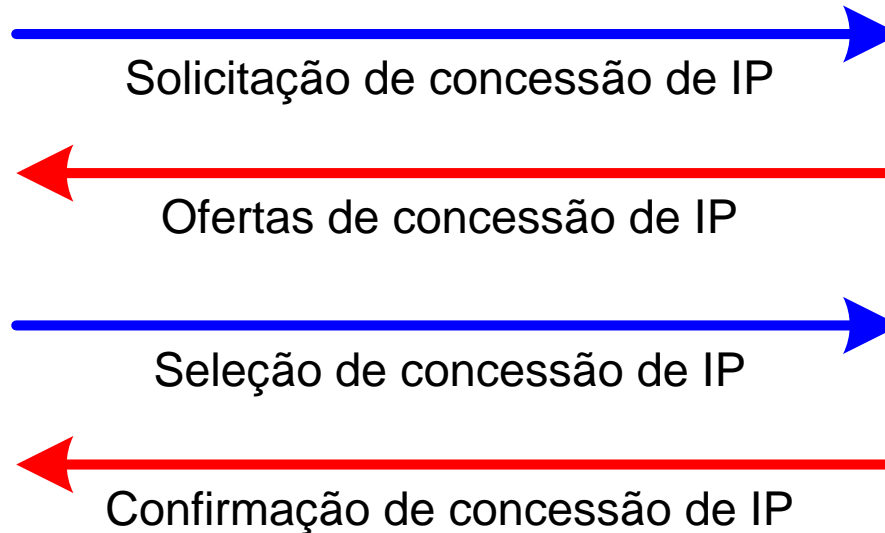 Solicitação de concessão de IP
Ofertas de concessão de IP
Seleção de concessão de IP
Confirmação de concessão de IP